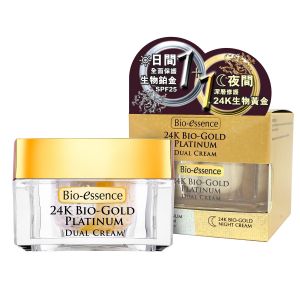 日間
全面保護
生物鉑金
SPF25
1+1
夜間
深層修護
24K生物黃金
Bio-essence
24K BIO-GOLD
PLATINUM
DUAL CREAM
24K BIO-GOLD
NIGHT CREAM
Bio-essence
24K BIO-GOLD
PLATINUM
DUAL CREAM